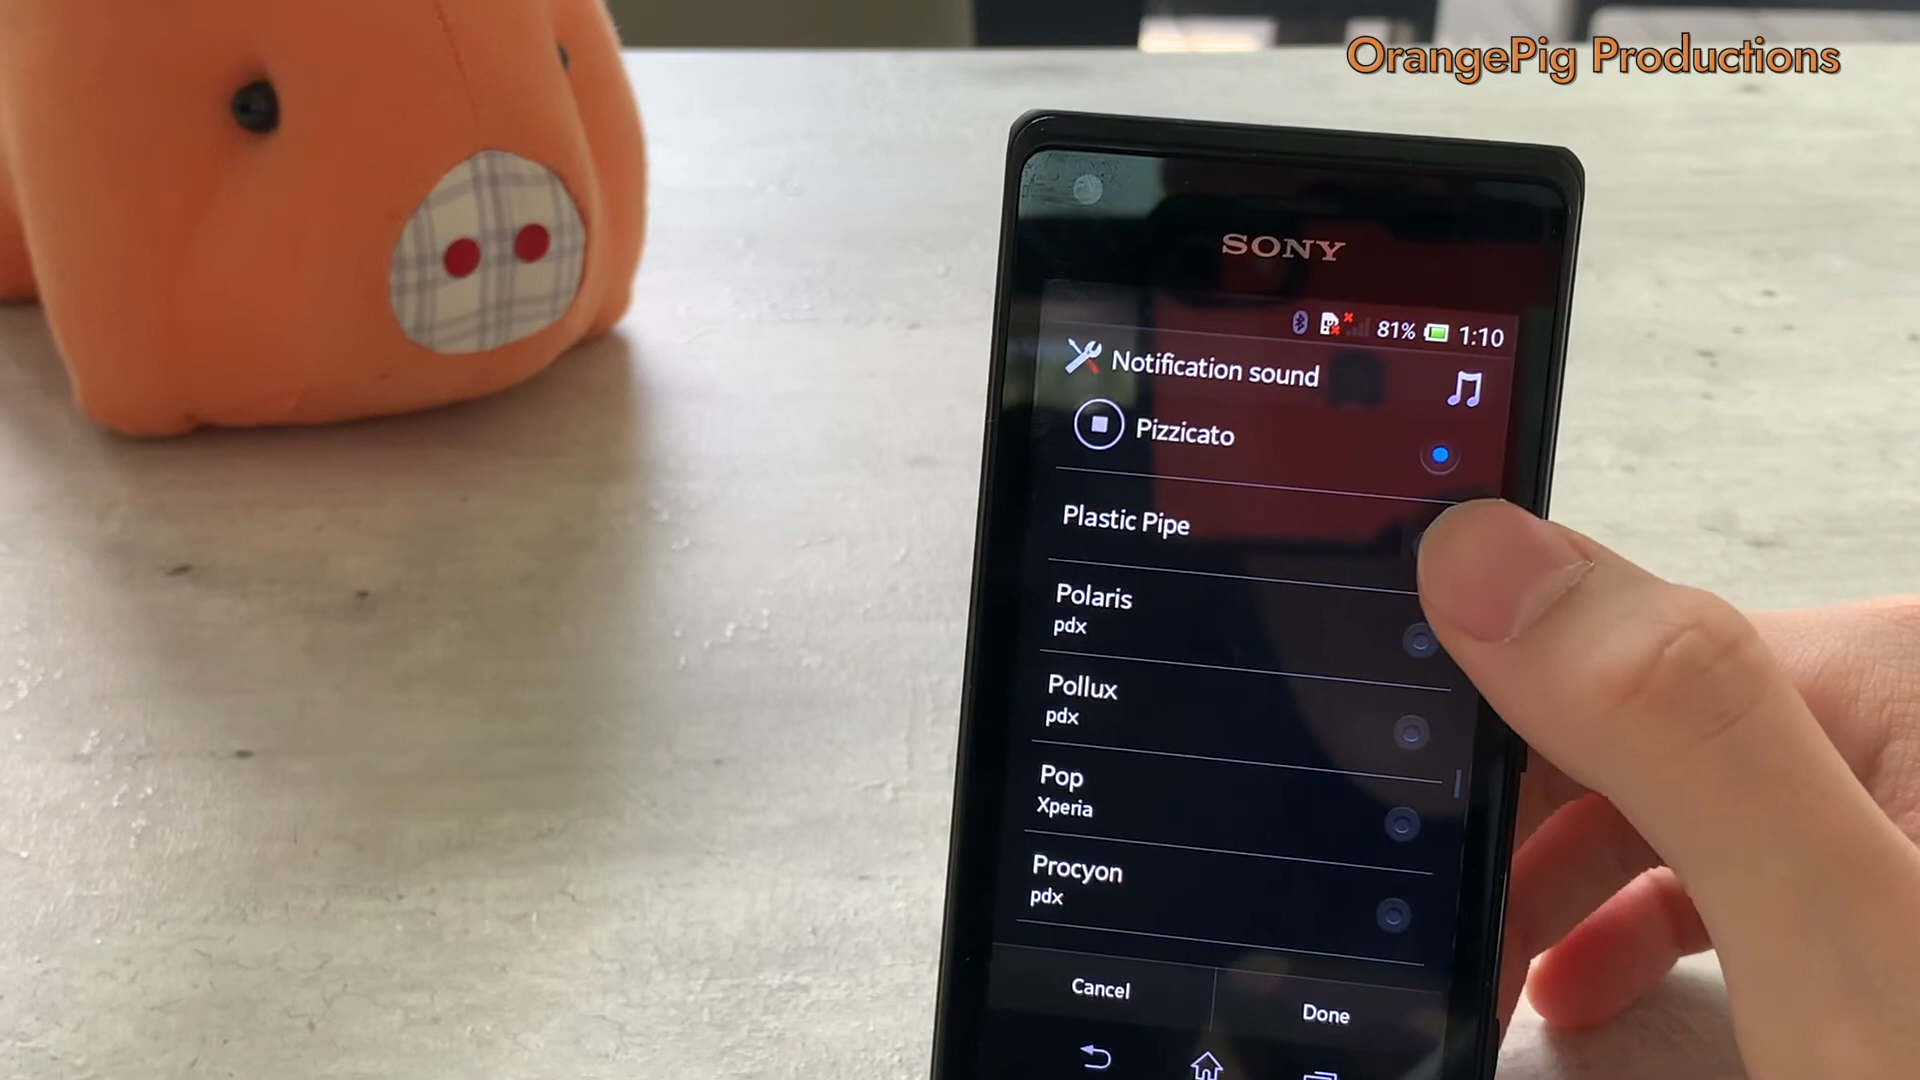 OrangePig Productions
SONY
81% 1:10
Notification sound
Pizzicato
Plastic Pipe
Polaris
pdx
Pollux
pdx
Pop
Xperia
Procyon
pdx
Cancel
Done